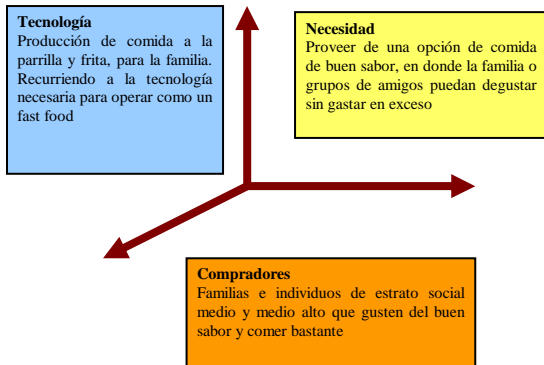 Tecnología
Producción de comida a la
parrilla y frita, para la familia.
Recurriendo a la tecnología
necesaria para operar como un
fast food
Necesidad
Proveer de una opción de comida
de buen sabor, en donde la familia o
grupos de amigos puedan degustar
sin gastar en exceso
Compradores
Familias e individuos de estrato social
medio y medio alto que gusten del buen
sabor y comer bastante